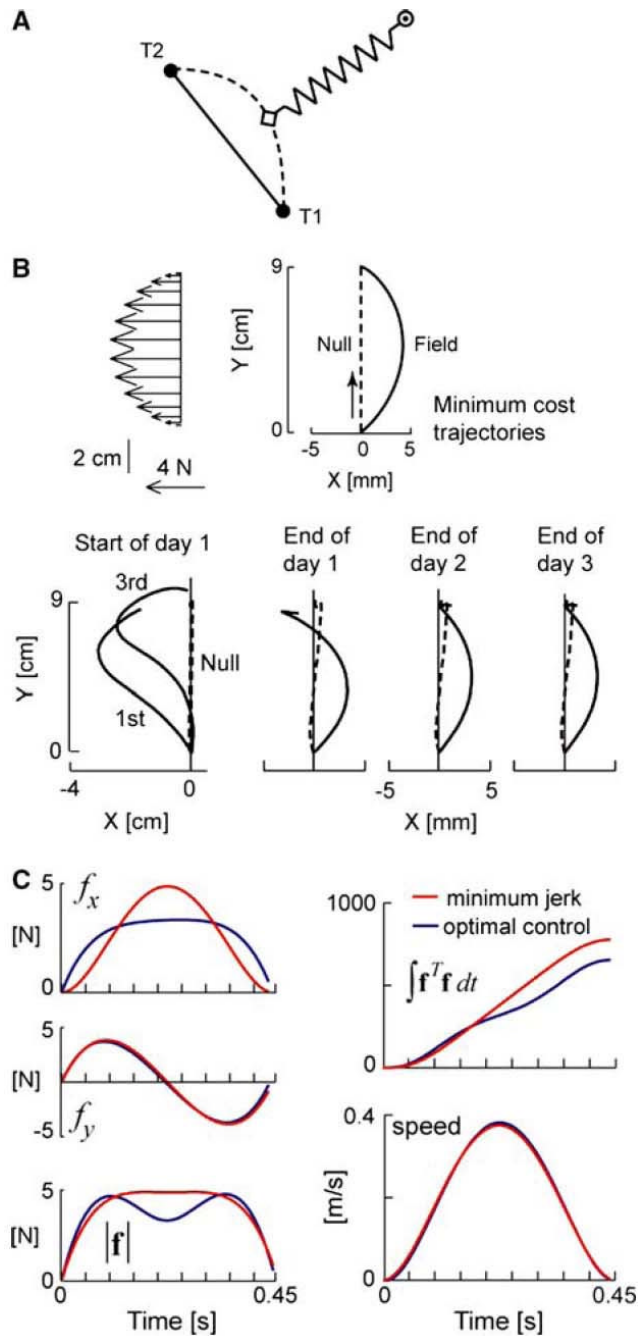 A
T2
T1
B
9
Y [cm]
Null
Field
0
Minimum cost
trajectories
-5
0
5
X [mm]
2 cm
4 N
Start of day 1
End of
day 1
End of
day 2
End of
day 3
3rd
9
Y [cm]
Null
1st
0
-4
0
X [cm]
-5
5
X [mm]
C
5
fx
[N]
0
5
[N]
fy
-5
5
[N]
|f|
0
0
0.45
Time [s]
minimum jerk
optimal control
1000
∫fᵀf dt
0
0.4
speed
[m/s]
0
0
0.45
Time [s]